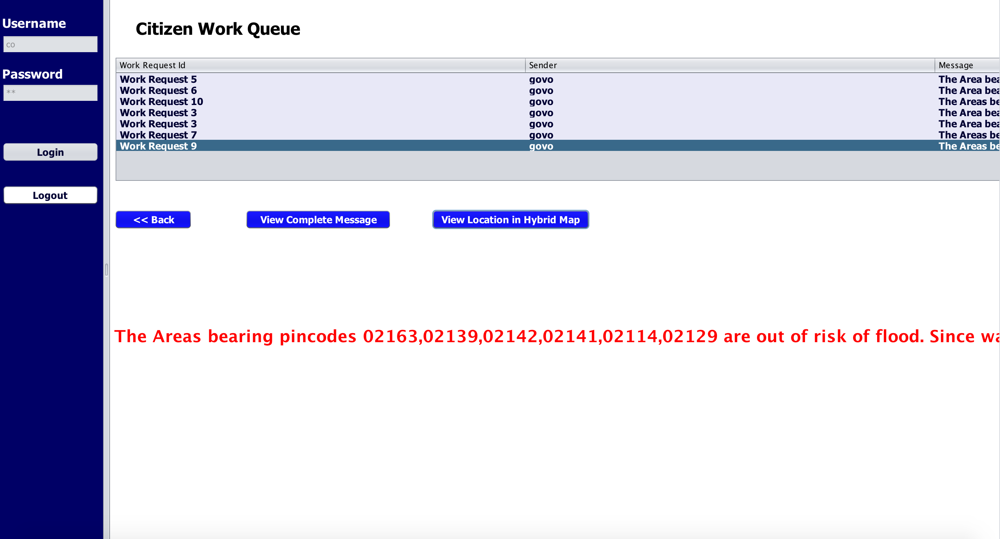 Username
co
Password
**
Login
Logout
Citizen Work Queue
Work Request Id Sender Message
Work Request 5 govo The Area bea
Work Request 6 govo The Area bea
Work Request 10 govo The Areas be
Work Request 3 govo The Area bea
Work Request 3 govo The Area bea
Work Request 7 govo The Areas be
Work Request 9 govo The Areas be
<< Back View Complete Message View Location in Hybrid Map
The Areas bearing pincodes 02163,02139,02142,02141,02114,02129 are out of risk of flood. Since wa